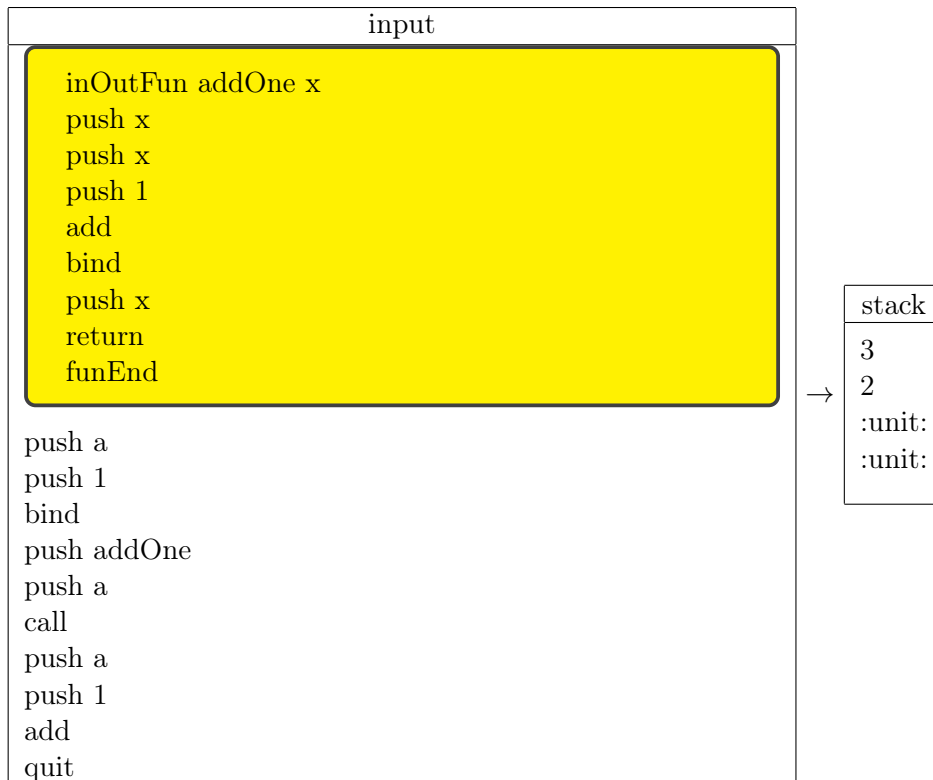 input
inOutFun addOne x
push x
push x
push 1
add
bind
push x
return
funEnd
push a
push 1
bind
push addOne
push a
call
push a
push 1
add
quit
→
stack
3
2
:unit:
:unit: